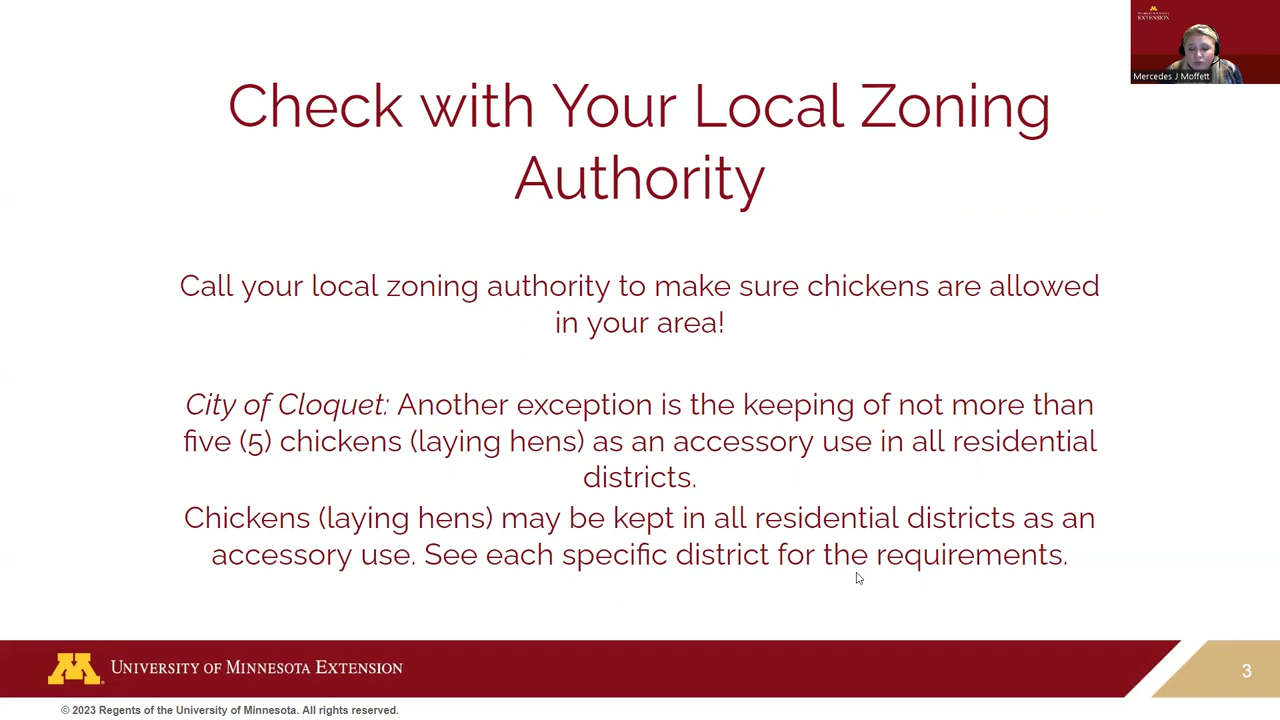 EXTENSION
Mercedes J Moffett
Check with Your Local Zoning
Authority
Call your local zoning authority to make sure chickens are allowed
in your area!
City of Cloquet: Another exception is the keeping of not more than
five (5) chickens (laying hens) as an accessory use in all residential
districts.
Chickens (laying hens) may be kept in all residential districts as an
accessory use. See each specific district for the requirements.
UNIVERSITY OF MINNESOTA EXTENSION
3
© 2023 Regents of the University of Minnesota. All rights reserved.